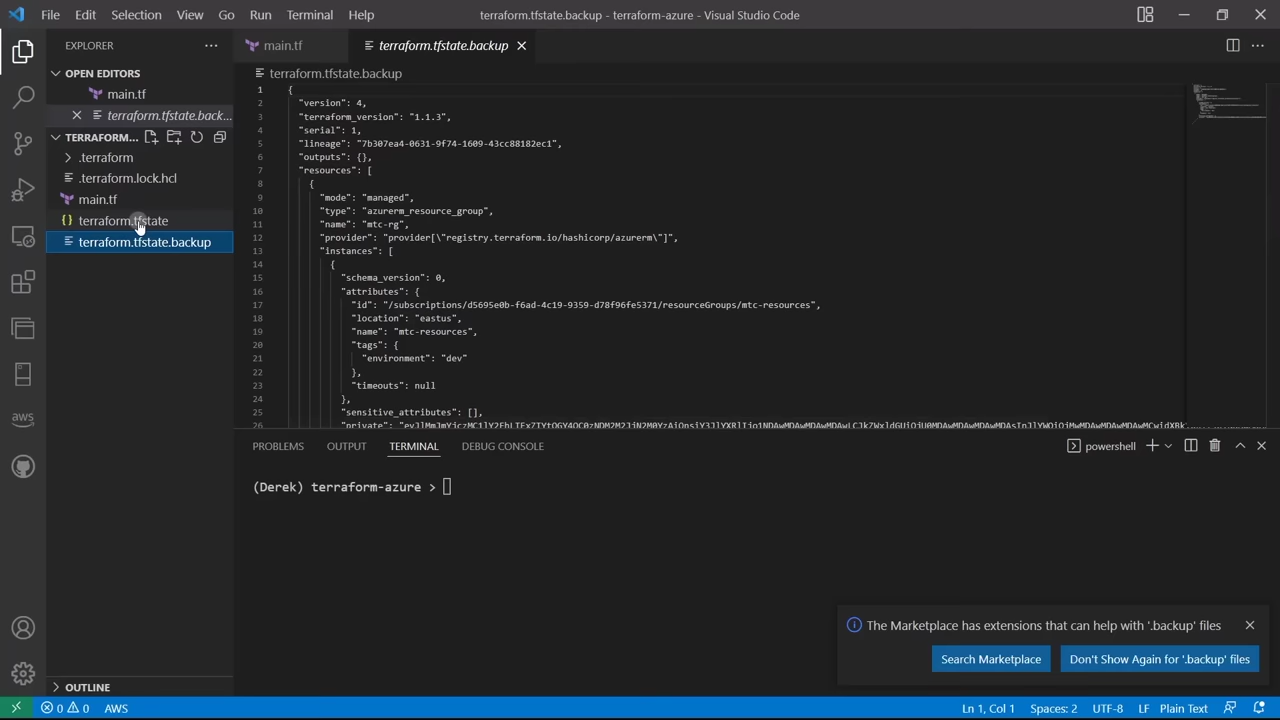 File Edit Selection View Go Run Terminal Help
terraform.tfstate.backup - terraform-azure - Visual Studio Code
EXPLORER
OPEN EDITORS
main.tf
terraform.tfstate.back...
TERRAFORM...
.terraform
.terraform.lock.hcl
main.tf
terraform.tfstate
terraform.tfstate.backup
OUTLINE
aws
main.tf
terraform.tfstate.backup
terraform.tfstate.backup
1 {
2 "version": 4,
3 "terraform_version": "1.1.3",
4 "serial": 1,
5 "lineage": "7b307ea4-0631-9f74-1609-43cc88182ec1",
6 "outputs": {},
7 "resources": [
8 {
9 "mode": "managed",
10 "type": "azurerm_resource_group",
11 "name": "mtc-rg",
12 "provider": "provider[\"registry.terraform.io/hashicorp/azurerm\"]",
13 "instances": [
14 {
15 "schema_version": 0,
16 "attributes": {
17 "id": "/subscriptions/d5695e0b-f6ad-4c19-9359-d78f96fe5371/resourceGroups/mtc-resources",
18 "location": "eastus",
19 "name": "mtc-resources",
20 "tags": {
21 "environment": "dev"
22 },
23 "timeouts": null
24 },
25 "sensitive_attributes": [],
26 "private":
PROBLEMS OUTPUT TERMINAL DEBUG CONSOLE
powershell
(Derek) terraform-azure >
The Marketplace has extensions that can help with '.backup' files
Search Marketplace
Don't Show Again for '.backup' files
0 0 AWS
Ln 1, Col 1 Spaces: 2 UTF-8 LF Plain Text